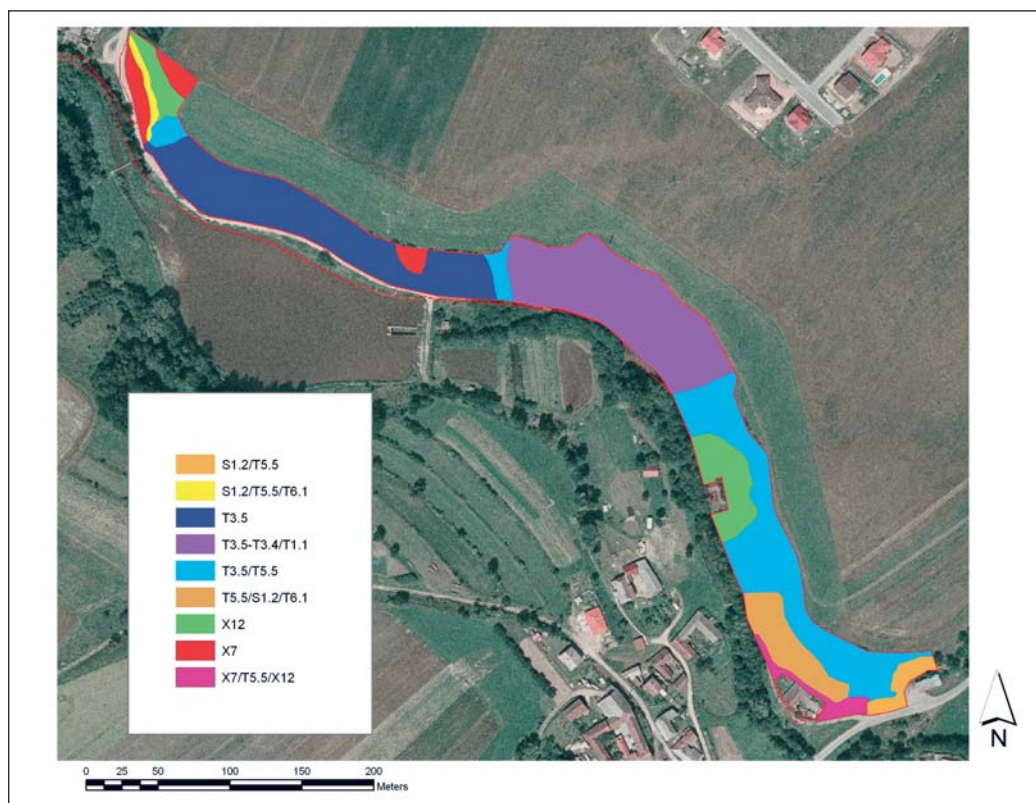 S1.2/T5.5
S1.2/T5.5/T6.1
T3.5
T3.5-T3.4/T1.1
T3.5/T5.5
T5.5/S1.2/T6.1
X12
X7
X7/T5.5/X12
N
0 25 50 100 150 200
Meters